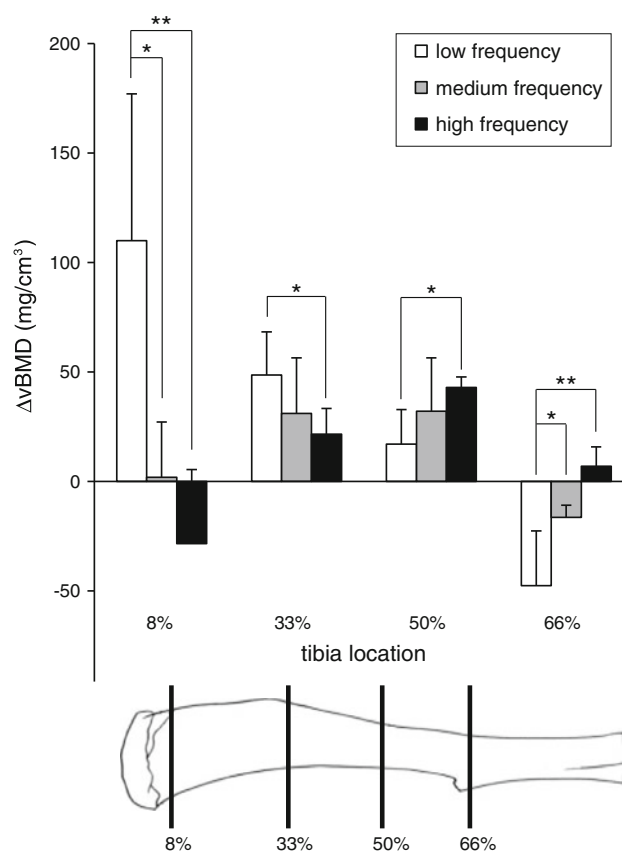 low frequency
medium frequency
high frequency
** 
*
*
*
**
*
200
150
100
50
0
-50
ΔvBMD (mg/cm³)
8% 33% 50% 66%
tibia location
8% 33% 50% 66%